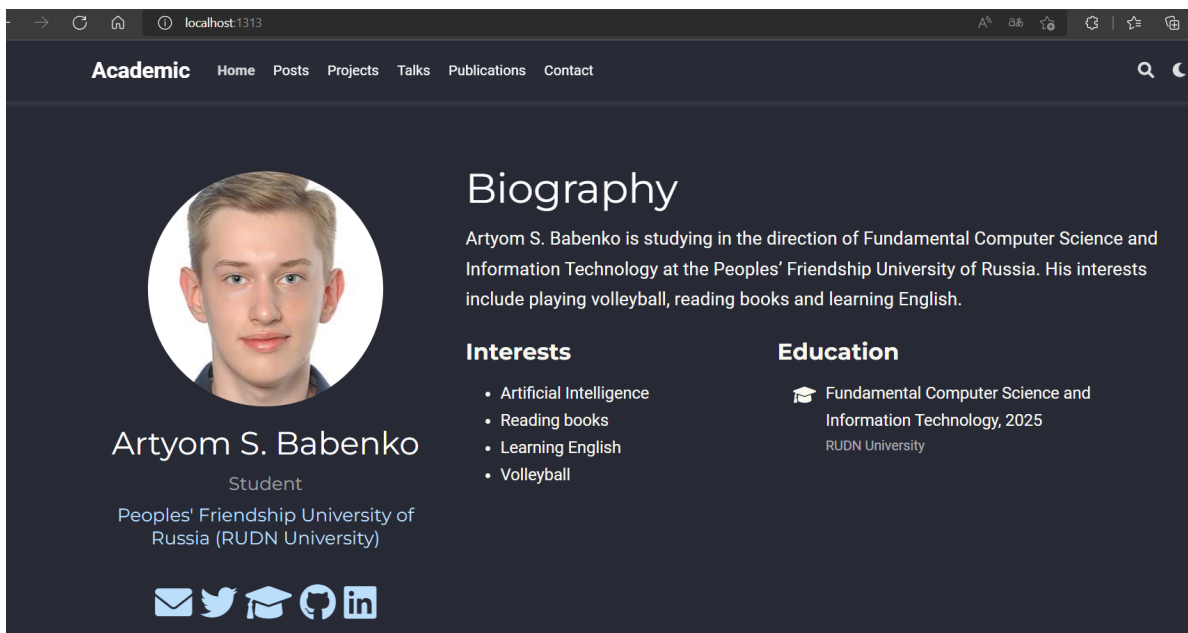 localhost:1313
Academic Home Posts Projects Talks Publications Contact
Biography
Artyom S. Babenko is studying in the direction of Fundamental Computer Science and
Information Technology at the Peoples’ Friendship University of Russia. His interests
include playing volleyball, reading books and learning English.
Interests
Artificial Intelligence
Reading books
Learning English
Volleyball
Education
Fundamental Computer Science and
Information Technology, 2025
RUDN University
Artyom S. Babenko
Student
Peoples' Friendship University of
Russia (RUDN University)
in